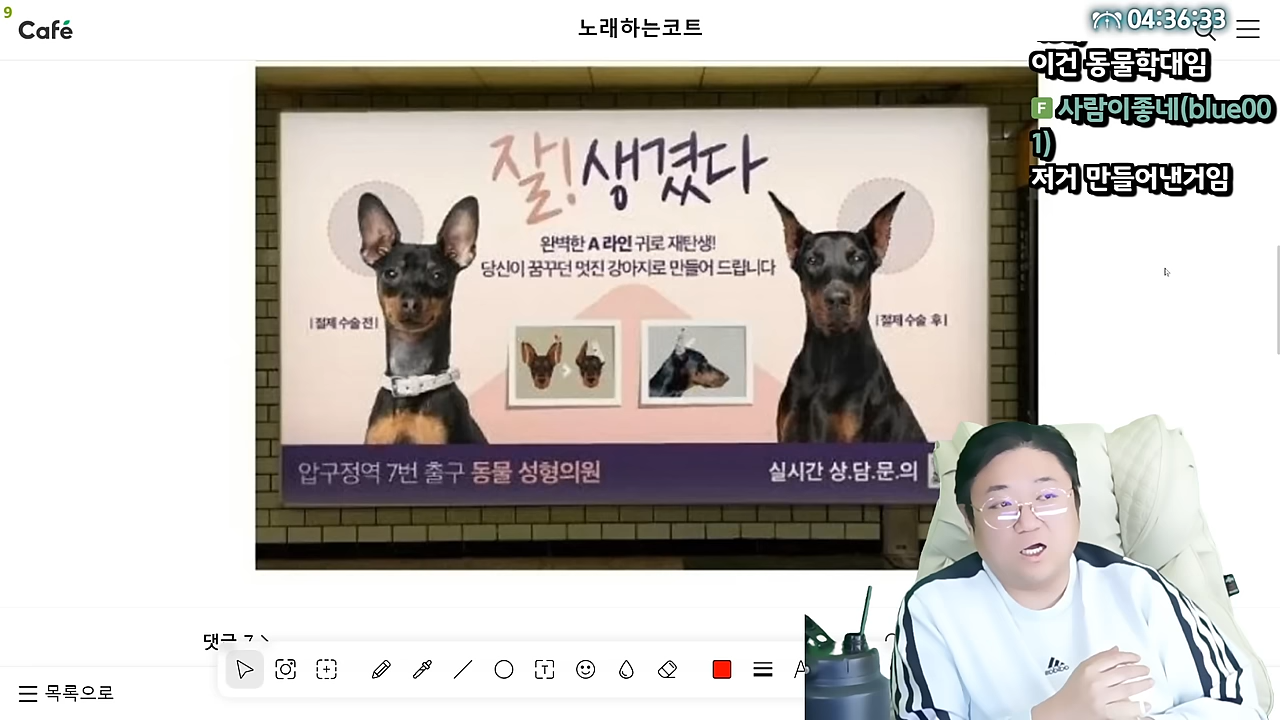 9
Café
노래하는코트
04:36:33
이건 동물학대임
F 사람이좋네(blue00
1)
저거 만들어낸거임
잘! 생겼다
완벽한 A 라인 귀로 재탄생!
당신이 꿈꾸던 멋진 강아지로 만들어 드립니다
|절제 수술 전|
|절제 수술 후|
압구정역 7번 출구 동물 성형의원
실시간 상.담.문.의
댓글 7
목록으로
T
A